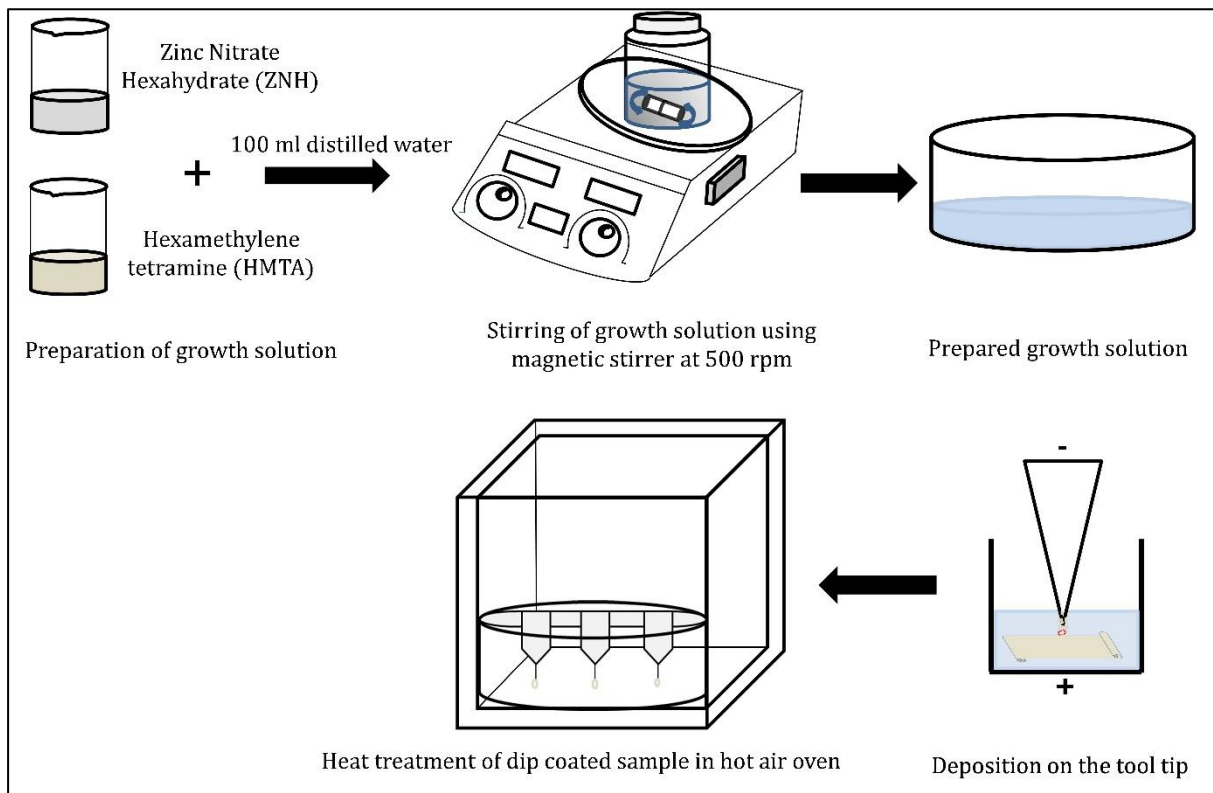 Zinc Nitrate
Hexahydrate (ZNH)
+
100 ml distilled water
Hexamethylene
tetramine (HMTA)
Preparation of growth solution
Stirring of growth solution using
magnetic stirrer at 500 rpm
Prepared growth solution
-
+
Heat treatment of dip coated sample in hot air oven
Deposition on the tool tip